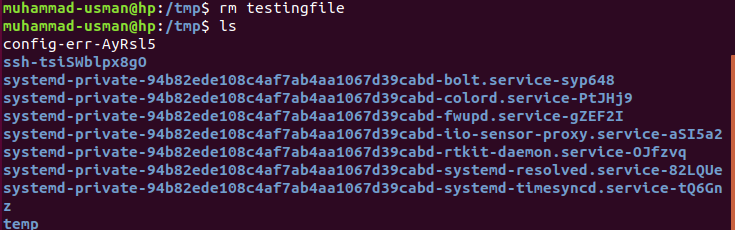 muhammad-usman@hp:/tmp$ rm testingfile
muhammad-usman@hp:/tmp$ ls
config-err-AyRsl5
ssh-tsiSWblpx8gO
systemd-private-94b82ede108c4af7ab4aa1067d39cabd-bolt.service-syp648
systemd-private-94b82ede108c4af7ab4aa1067d39cabd-colord.service-PtJHj9
systemd-private-94b82ede108c4af7ab4aa1067d39cabd-fwupd.service-gZEF2I
systemd-private-94b82ede108c4af7ab4aa1067d39cabd-iio-sensor-proxy.service-aSI5a2
systemd-private-94b82ede108c4af7ab4aa1067d39cabd-rtkit-daemon.service-OJfzvq
systemd-private-94b82ede108c4af7ab4aa1067d39cabd-systemd-resolved.service-82LQUe
systemd-private-94b82ede108c4af7ab4aa1067d39cabd-systemd-timesyncd.service-tQ6Gn
z
temp